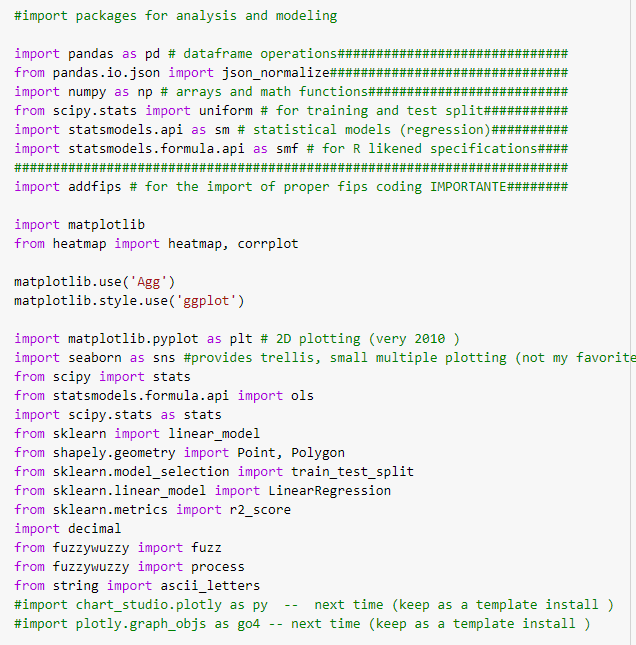 #import packages for analysis and modeling
import pandas as pd # dataframe operations##############################
from pandas.io.json import json_normalize###############################
import numpy as np # arrays and math functions##########################
from scipy.stats import uniform # for training and test split###########
import statsmodels.api as sm # statistical models (regression)##########
import statsmodels.formula.api as smf # for R likened specifications####
########################################################################
import addfips # for the import of proper fips coding IMPORTANTE########
import matplotlib
from heatmap import heatmap, corrplot
matplotlib.use('Agg')
matplotlib.style.use('ggplot')
import matplotlib.pyplot as plt # 2D plotting (very 2010 )
import seaborn as sns #provides trellis, small multiple plotting (not my favorite
from scipy import stats
from statsmodels.formula.api import ols
import scipy.stats as stats
from sklearn import linear_model
from shapely.geometry import Point, Polygon
from sklearn.model_selection import train_test_split
from sklearn.linear_model import LinearRegression
from sklearn.metrics import r2_score
import decimal
from fuzzywuzzy import fuzz
from fuzzywuzzy import process
from string import ascii_letters
#import chart_studio.plotly as py  --  next time (keep as a template install )
#import plotly.graph_objs as go4 -- next time (keep as a template install )